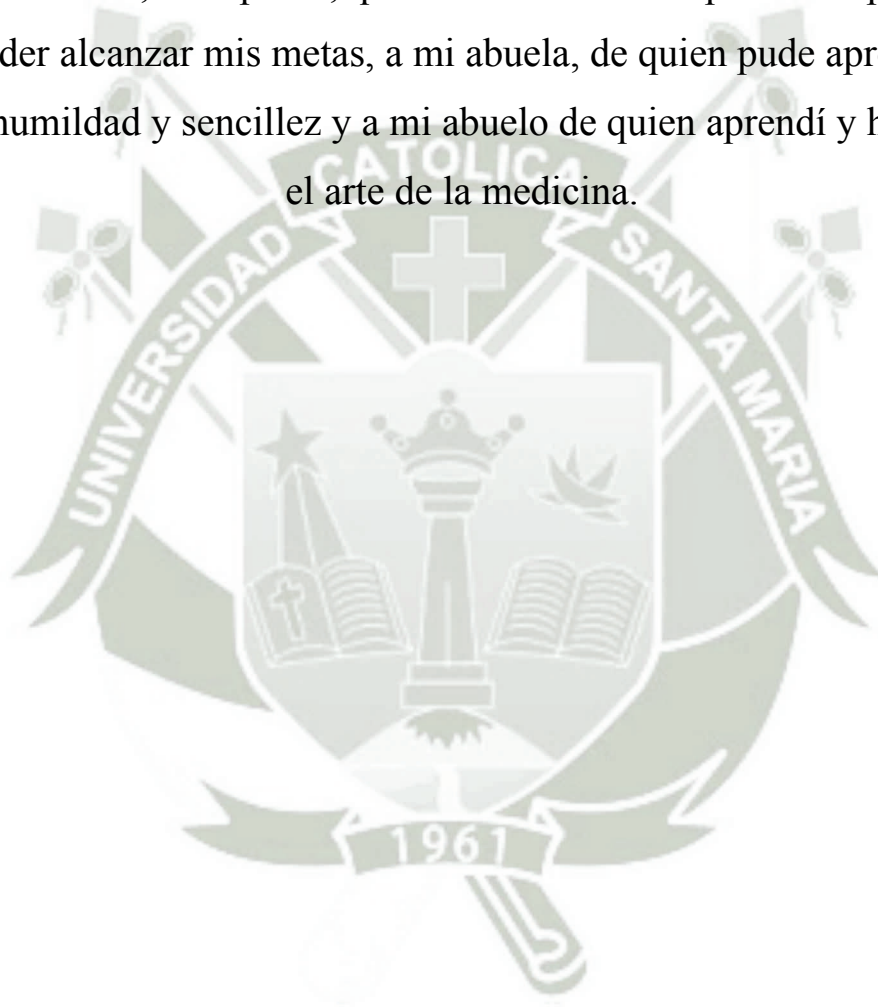 der alcanzar mis metas, a mi abuela, de quien pude
humildad y sencillez y a mi abuelo de quien aprendí y
el arte de la medicina.
CATOLICA
UNIVERSIDAD
SANTA MARIA
1961